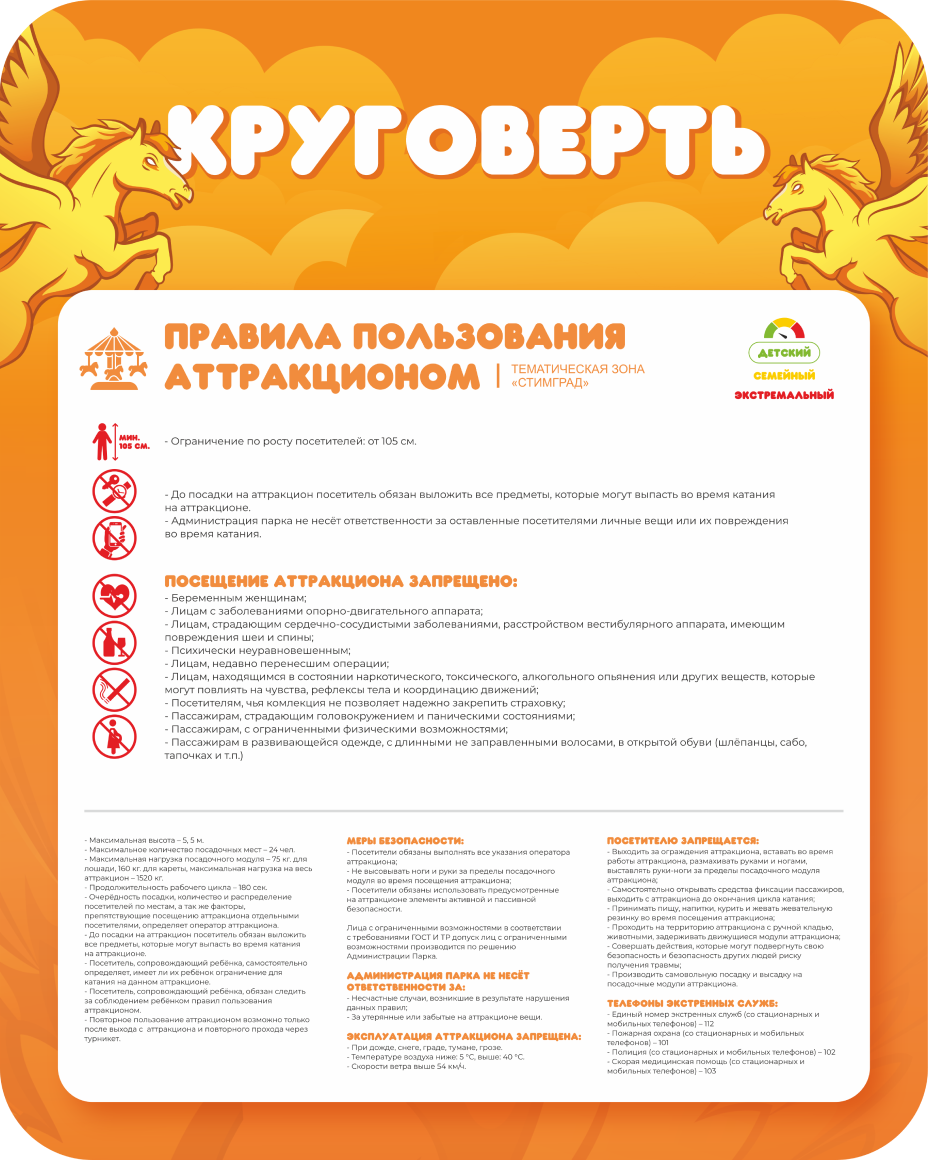 КРУГОВЕРТЬ
ПРАВИЛА ПОЛЬЗОВАНИЯ
АТТРАКЦИОНОМ
ТЕМАТИЧЕСКАЯ ЗОНА
«СТИМГРАД»
ДЕТСКИЙ
СЕМЕЙНЫЙ
ЭКСТРЕМАЛЬНЫЙ
МИН.
105 СМ.
- Ограничение по росту посетителей: от 105 см.
- До посадки на аттракцион посетитель обязан выложить все предметы, которые могут выпасть во время катания
на аттракционе.
- Администрация парка не несёт ответственности за оставленные посетителями личные вещи или их повреждения
во время катания.
ПОСЕЩЕНИЕ АТТРАКЦИОНА ЗАПРЕЩЕНО:
- Беременным женщинам;
- Лицам с заболеваниями опорно-двигательного аппарата;
- Лицам, страдающим сердечно-сосудистыми заболеваниями, расстройством вестибулярного аппарата, имеющим
повреждения шеи и спины;
- Психически неуравновешенным;
- Лицам, недавно перенесшим операции;
- Лицам, находящимся в состоянии наркотического, токсического, алкогольного опьянения или других веществ, которые
могут повлиять на чувства, рефлексы тела и координацию движений;
- Посетителям, чья комлекция не позволяет надежно закрепить страховку;
- Пассажирам, страдающим головокружением и паническими состояниями;
- Пассажирам, с ограниченными физическими возможностями;
- Пассажирам в развивающейся одежде, с длинными не заправленными волосами, в открытой обуви (шлёпанцы, сабо,
тапочках и т.п.)
- Максимальная высота – 5, 5 м.
- Максимальное количество посадочных мест – 24 чел.
- Максимальная нагрузка посадочного модуля – 75 кг. для
лошади, 160 кг. для кареты, максимальная нагрузка на весь
аттракцион – 1520 кг.
- Продолжительность рабочего цикла – 180 сек.
- Очерёдность посадки, количество и распределение
посетителей по местам, а так же факторы,
препятствующие посещению аттракциона отдельными
посетителями, определяет оператор аттракциона.
- До посадки на аттракцион посетитель обязан выложить
все предметы, которые могут выпасть во время катания
на аттракционе.
- Посетитель, сопровождающий ребёнка, самостоятельно
определяет, имеет ли их ребёнок ограничение для
катания на данном аттракционе.
- Посетитель, сопровождающий ребёнка, обязан следить
за соблюдением ребёнком правил пользования
аттракционом.
- Повторное пользование аттракционом возможно только
после выхода с аттракциона и повторного прохода через
турникет.
МЕРЫ БЕЗОПАСНОСТИ:
- Посетители обязаны выполнять все указания оператора
аттракциона;
- Не высовывать ноги и руки за пределы посадочного
модуля во время посещения аттракциона;
- Посетители обязаны использовать предусмотренные
на аттракционе элементы активной и пассивной
безопасности.
Лица с ограниченными возможностями в соответствии
с требованиями ГОСТ И ТР допуск лиц с ограниченными
возможностями производится по решению
Администрации Парка.
АДМИНИСТРАЦИЯ ПАРКА НЕ НЕСЁТ
ОТВЕТСТВЕННОСТИ ЗА:
- Несчастные случаи, возникшие в результате нарушения
данных правил;
- За утерянные или забытые на аттракционе вещи.
ЭКСПЛУАТАЦИЯ АТТРАКЦИОНА ЗАПРЕЩЕНА:
- При дожде, снеге, граде, тумане, грозе.
- Температуре воздуха ниже: 5 °С, выше: 40 °С.
- Скорости ветра выше 54 км/ч.
ПОСЕТИТЕЛЮ ЗАПРЕЩАЕТСЯ:
- Выходить за ограждения аттракциона, вставать во время
работы аттракциона, размахивать руками и ногами,
выставлять руки-ноги за пределы посадочного модуля
аттракциона;
- Самостоятельно открывать средства фиксации пассажиров,
выходить с аттракциона до окончания цикла катания;
- Принимать пищу, напитки, курить и жевать жевательную
резинку во время посещения аттракциона;
- Проходить на территорию аттракциона с ручной кладью,
животными, задерживать движущиеся модули аттракциона;
- Совершать действия, которые могут подвергнуть свою
безопасность и безопасность других людей риску
получения травмы;
- Производить самовольную посадку и высадку на
посадочные модули аттракциона.
ТЕЛЕФОНЫ ЭКСТРЕННЫХ СЛУЖБ:
- Единый номер экстренных служб (со стационарных и
мобильных телефонов) – 112
- Пожарная охрана (со стационарных и мобильных
телефонов) – 101
- Полиция (со стационарных и мобильных телефонов) – 102
- Скорая медицинская помощь (со стационарных и
мобильных телефонов) – 103